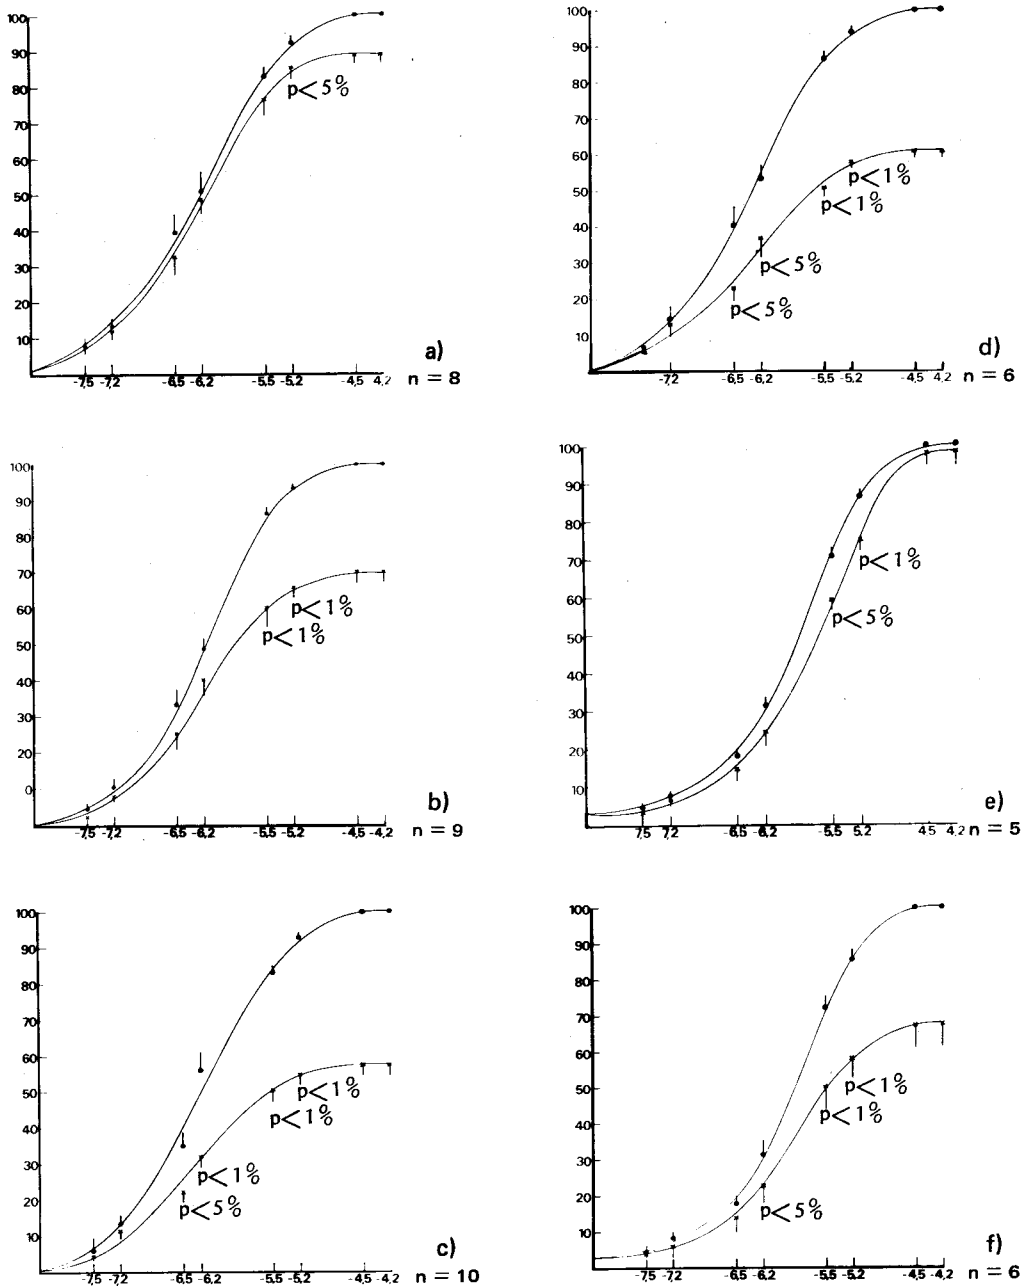 100
90
80
70
60
50
40
30
20
10
p<5%
a)
-7,5 -7,2 -6,5 -6,2 -5,5 -5,2 -4,5 4,2 n = 8
100
90
80
70
60
50
40
30
20
10
p<1%
p<1%
p<5%
p<5%
d)
-7,2 -6,5 -6,2 -5,5 -5,2 -4,5 4,2 n = 6
100
90
80
70
60
50
40
30
20
0
p<1%
p<1%
b)
-7,5 -7,2 -6,5 -6,2 -5,5 -5,2 -4,5 -4,2 n = 9
100
90
80
70
60
50
40
30
20
10
p<1%
p<5%
e)
7,5 -7,2 -6,5 -6,2 -5,5 5,2 4 5 4,2 n = 5
100
90
80
70
60
50
40
30
20
10
p<1%
p<1%
p<1%
p<5%
c)
-7,5 -7,2 -6,5 -6,2 -5,5 -5,2 -4,5 -4,2 n = 10
100
90
80
70
60
50
40
30
20
10
p<1%
p<1%
p<5%
f)
-7,5 -7,2 -6,5 -6,2 -5,5 -5,2 -4,5 -4,2 n = 6